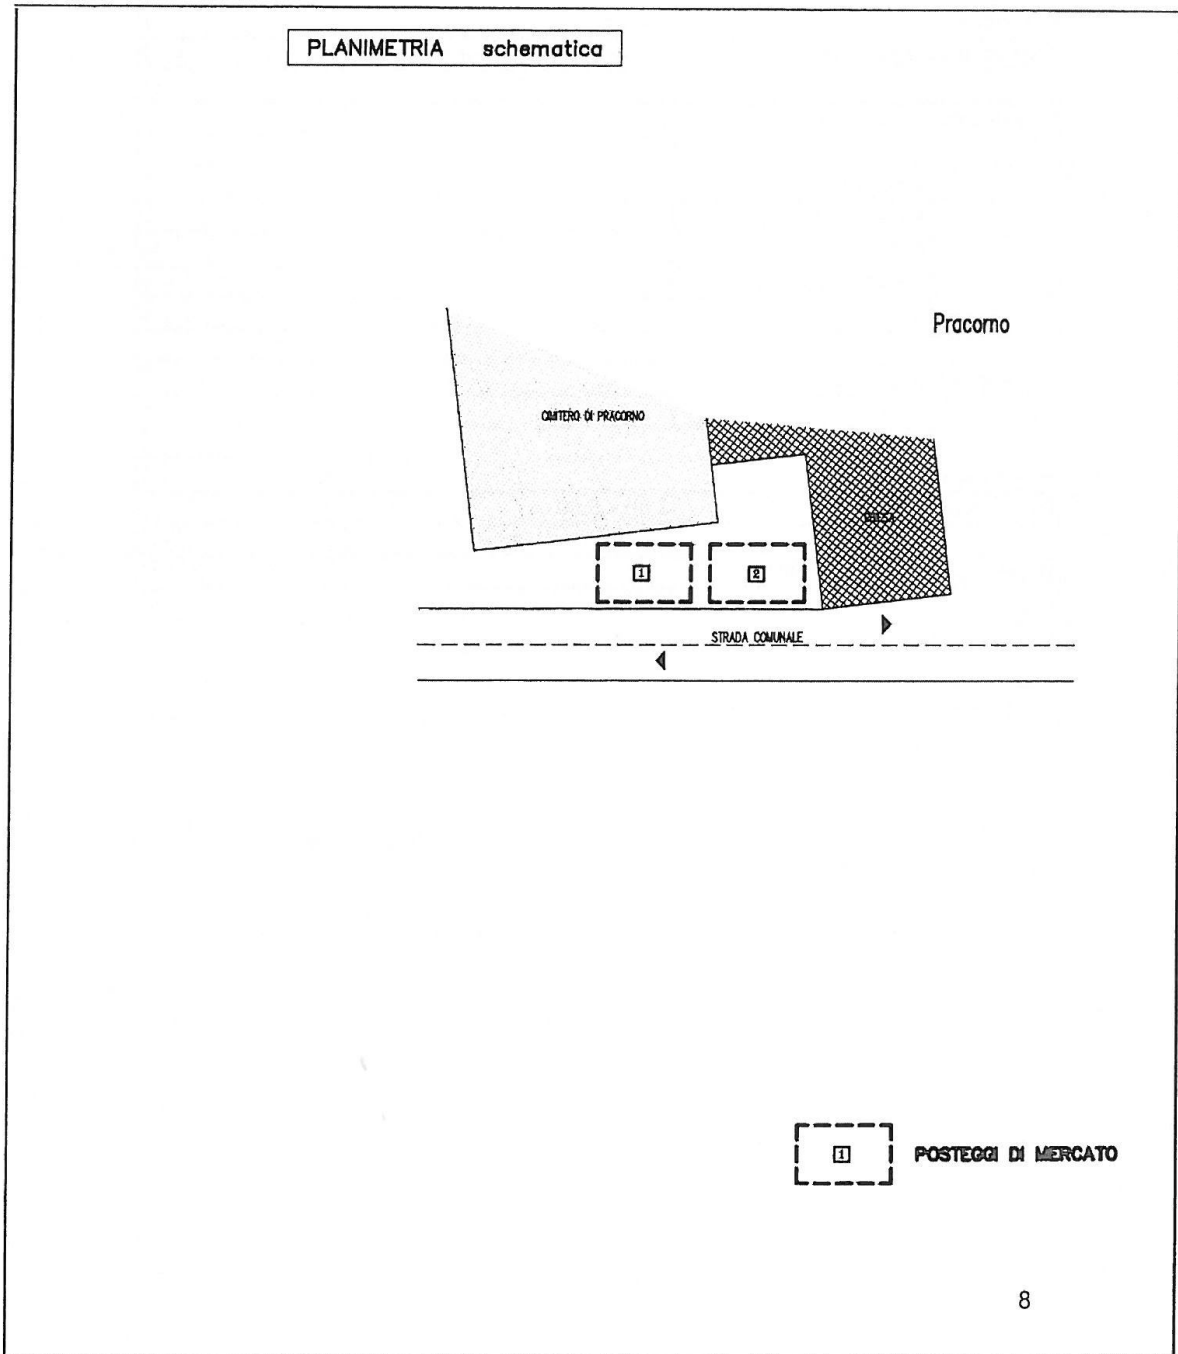 PLANIMETRIA schematica
Pracorno
CIMITERO DI PRACORNO
1
2
STRADA COMUNALE
1 POSTEGGI DI MERCATO
8